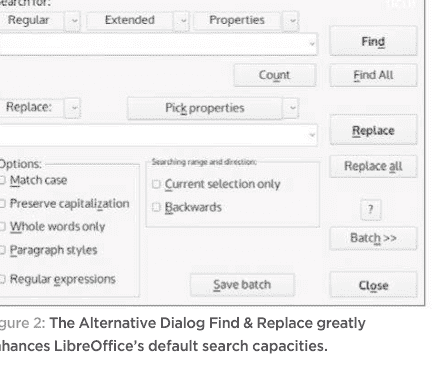 Search for:
Regular Extended Properties
Find
Count Find All
Replace: Pick properties
Replace
Options: Searching range and direction: Replace all
Match case Current selection only
Preserve capitalization Backwards ?
Whole words only
Batch >>
Paragraph styles
Regular expressions Save batch Close
gure 2: The Alternative Dialog Find & Replace greatly
nhances LibreOffice's default search capacities.